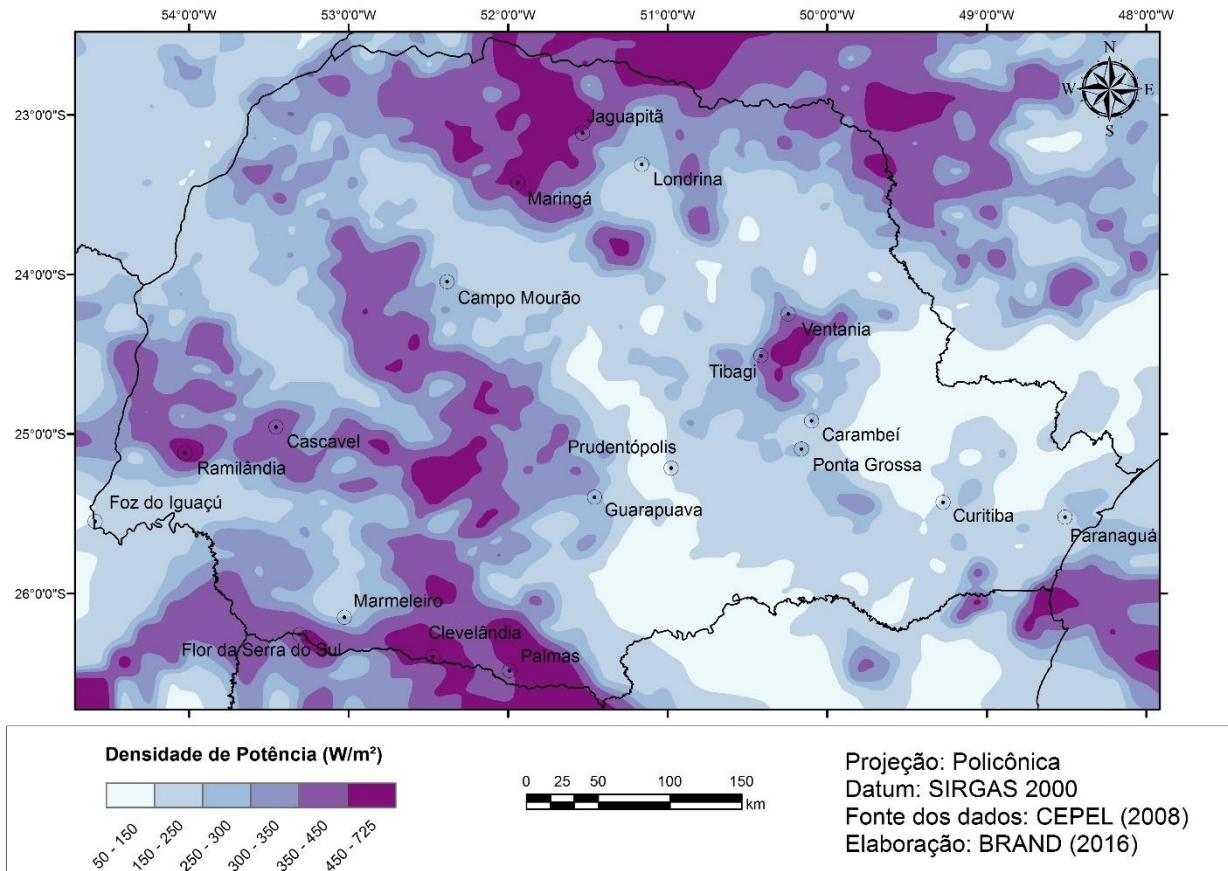 54°0'0"W 53°0'0"W 52°0'0"W 51°0'0"W 50°0'0"W 49°0'0"W 48°0'0"W
N
W E
S
23°0'0"S
Jaguapitã
Londrina
Maringá
24°0'0"S
Campo Mourão
Ventania
Tibagi
25°0'0"S
Cascavel
Carambeí
Prudentópolis
Ponta Grossa
Ramilândia
Foz do Iguaçú
Guarapuava
Curitiba
Paranaguá
26°0'0"S
Marmeleiro
Clevelândia
Flor da Serra do Sul
Palmas
Densidade de Potência (W/m²)
50 - 150
150 - 250
250 - 300
300 - 350
350 - 450
450 - 725
0 25 50 100 150
km
Projeção: Policônica
Datum: SIRGAS 2000
Fonte dos dados: CEPEL (2008)
Elaboração: BRAND (2016)